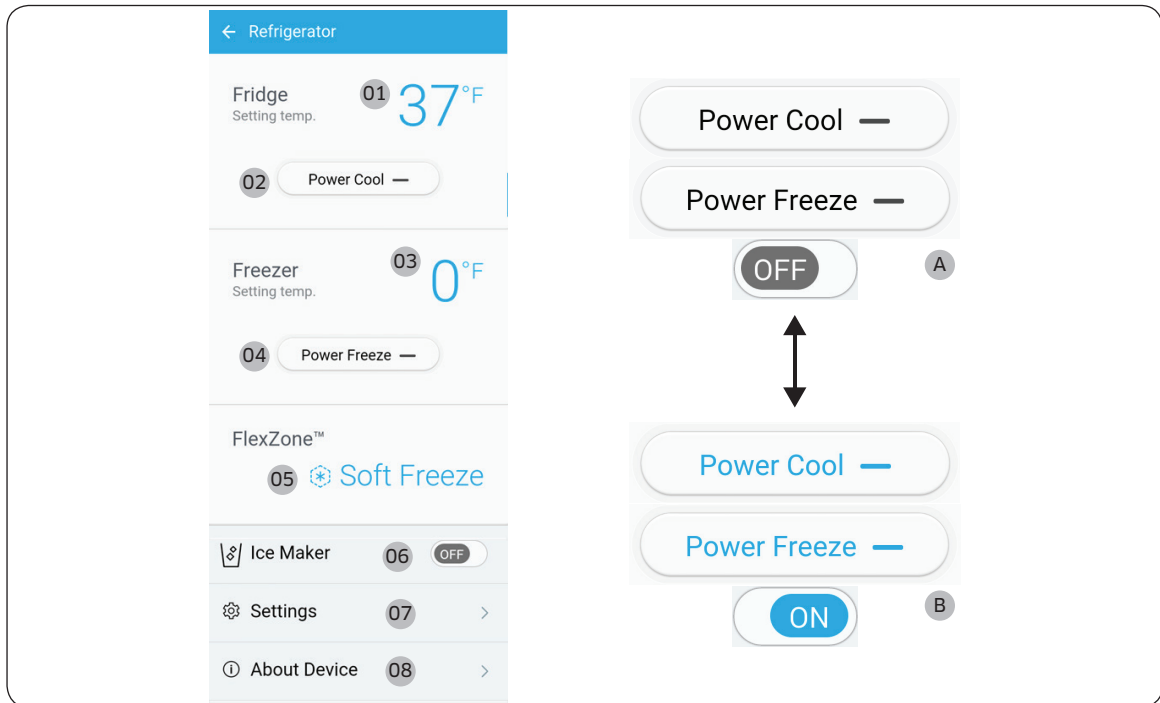 ← Refrigerator
Fridge
Setting temp.
01 37°F
02 Power Cool —
Freezer
Setting temp.
03 0°F
04 Power Freeze —
FlexZone™
05 Soft Freeze
Ice Maker 06 OFF
Settings 07 >
About Device 08 >
Power Cool —
Power Freeze —
OFF A
Power Cool —
Power Freeze —
ON B